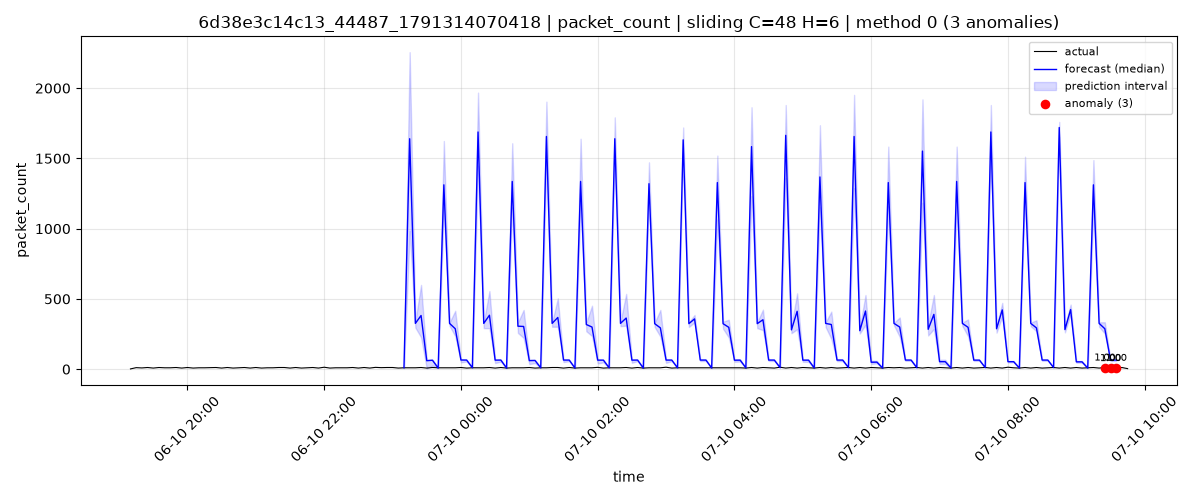 6d38e3c14c13_44487_1791314070418 | packet_count | sliding C=48 H=6 | method 0 (3 anomalies)
actual
forecast (median)
prediction interval
anomaly (3)
packet_count
2000
1500
1000
500
0
06-10 20:00
06-10 22:00
07-10 00:00
07-10 02:00
07-10 04:00
07-10 06:00
07-10 08:00
07-10 10:00
time